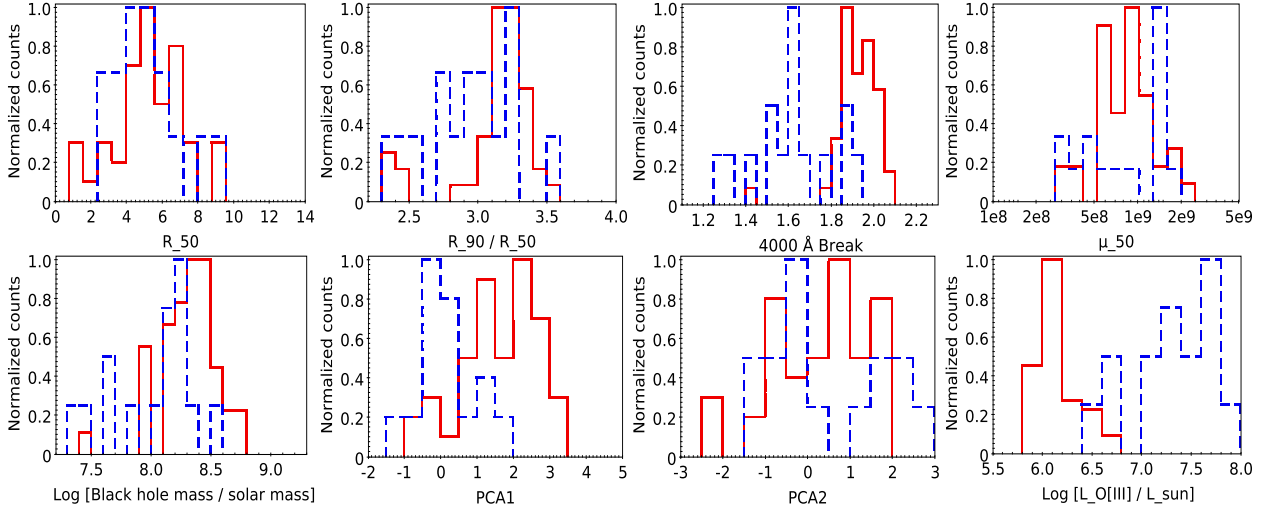 Normalized counts
1.0
0.8
0.6
0.4
0.2
0
0 2 4 6 8 10 12 14
R_50
Normalized counts
1.0
0.8
0.6
0.4
0.2
0
2.5 3.0 3.5 4.0
R_90 / R_50
Normalized counts
1.0
0.8
0.6
0.4
0.2
0
1.2 1.4 1.6 1.8 2.0 2.2
4000 Å Break
Normalized counts
1.0
0.8
0.6
0.4
0.2
0
1e8 2e8 5e8 1e9 2e9 5e9
μ_50
Normalized counts
1.0
0.8
0.6
0.4
0.2
0
7.5 8.0 8.5 9.0
Log [Black hole mass / solar mass]
Normalized counts
1.0
0.8
0.6
0.4
0.2
0
-2 -1 0 1 2 3 4 5
PCA1
Normalized counts
1.0
0.8
0.6
0.4
0.2
0
-3 -2 -1 0 1 2 3
PCA2
Normalized counts
1.0
0.8
0.6
0.4
0.2
0
5.5 6.0 6.5 7.0 7.5 8.0
Log [L_O[III] / L_sun]